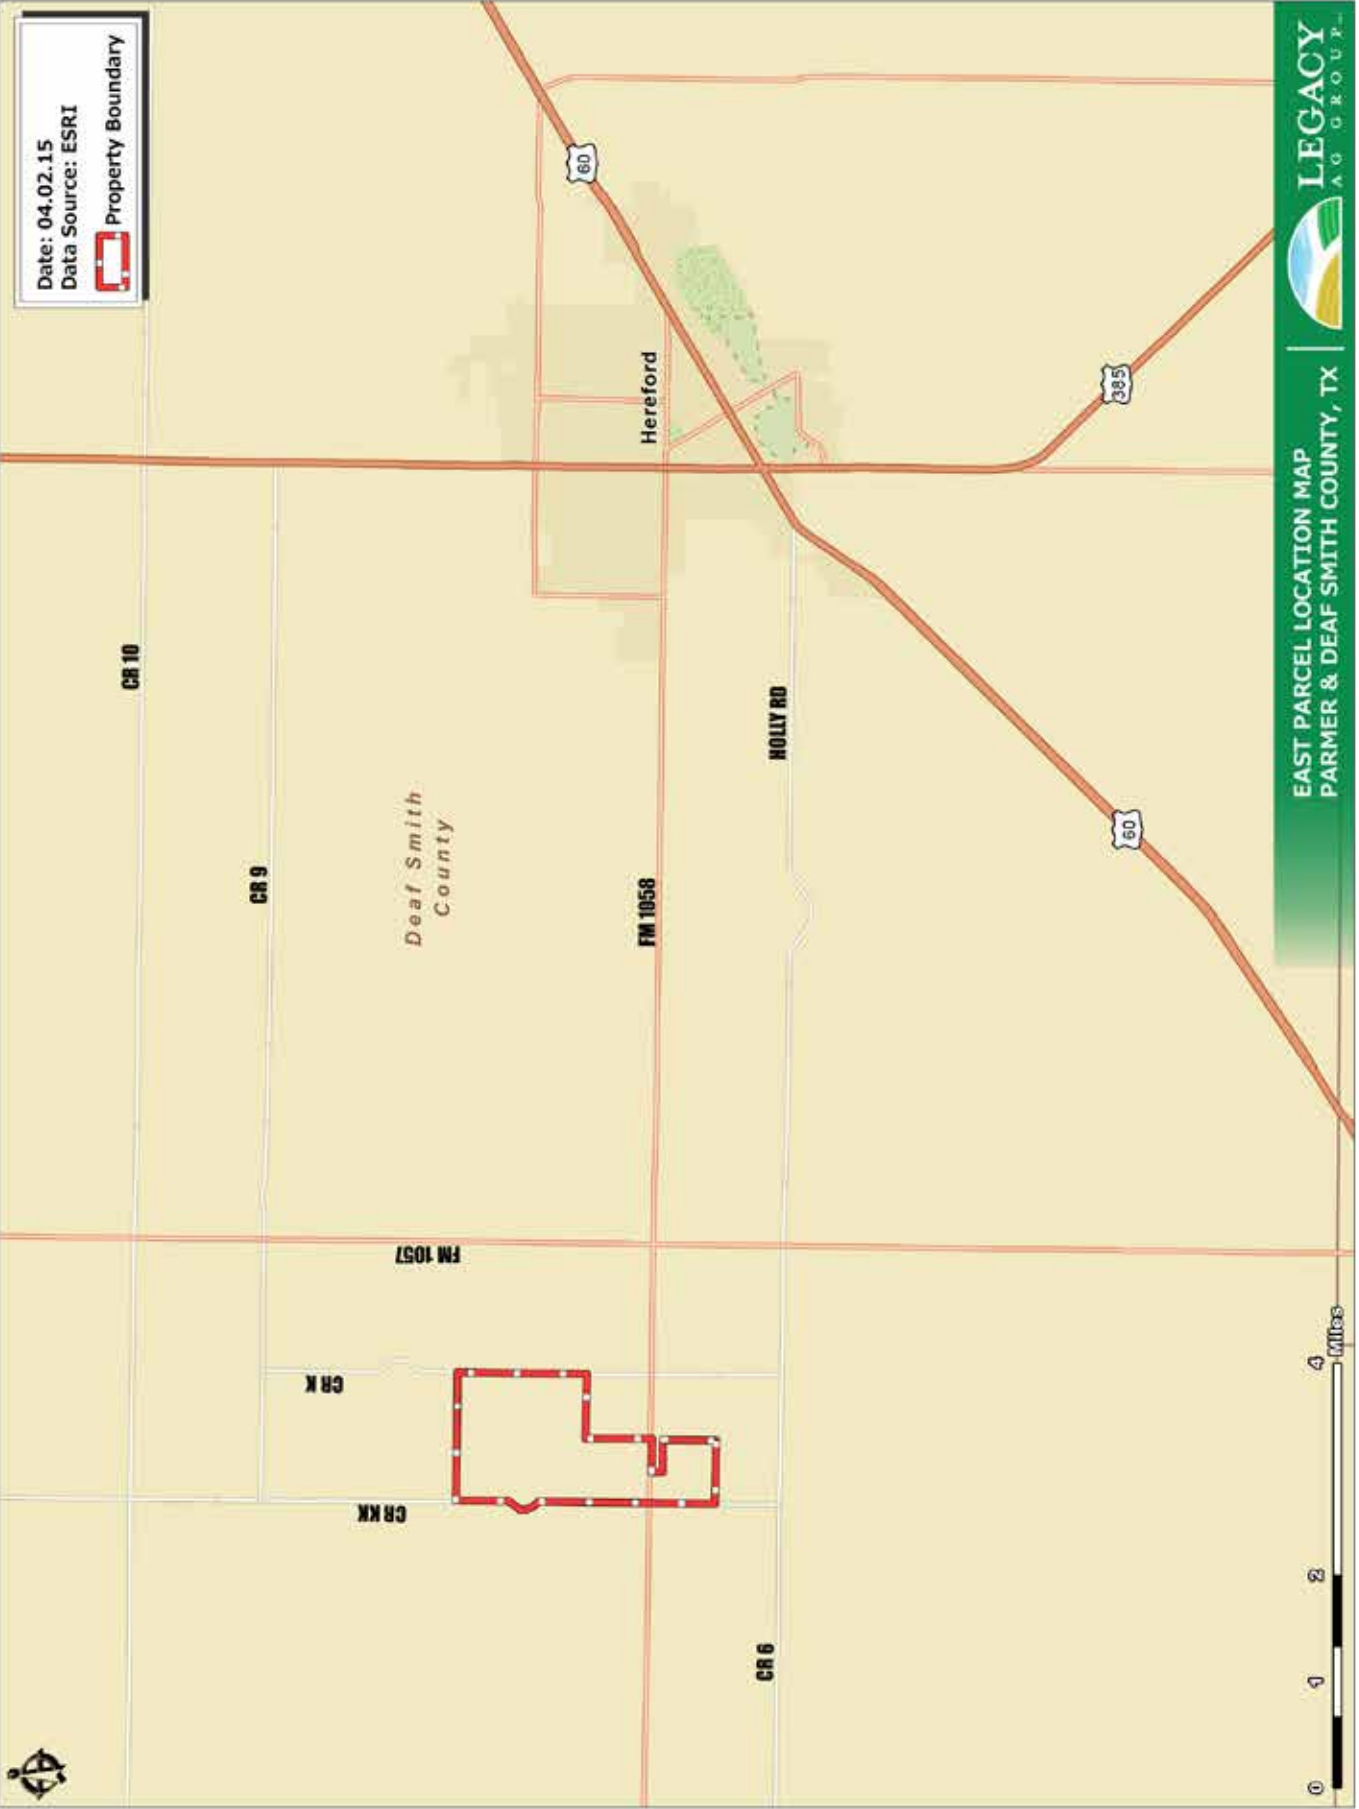 Date: 04.02.15
Data Source: ESRI
Property Boundary
CR 10
CR 9
Deaf Smith
County
CR K
CR KK
FM 1057
Hereford
60
FM 1058
HOLLY RD
CR 6
385
60
0 1 2 4
Miles
EAST PARCEL LOCATION MAP
PARMER & DEAF SMITH COUNTY, TX
LEGACY
AG GROUP